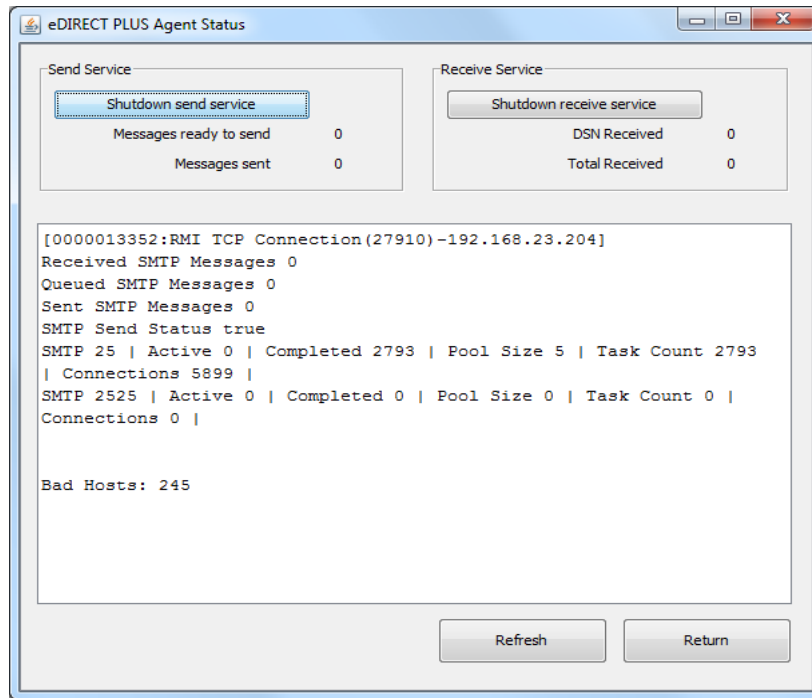 eDIRECT PLUS Agent Status
Send Service
Shutdown send service
Messages ready to send 0
Messages sent 0
Receive Service
Shutdown receive service
DSN Received 0
Total Received 0
[0000013352:RMI TCP Connection(27910)-192.168.23.204]
Received SMTP Messages 0
Queued SMTP Messages 0
Sent SMTP Messages 0
SMTP Send Status true
SMTP 25 | Active 0 | Completed 2793 | Pool Size 5 | Task Count 2793
| Connections 5899 |
SMTP 2525 | Active 0 | Completed 0 | Pool Size 0 | Task Count 0 |
Connections 0 |
Bad Hosts: 245
Refresh
Return